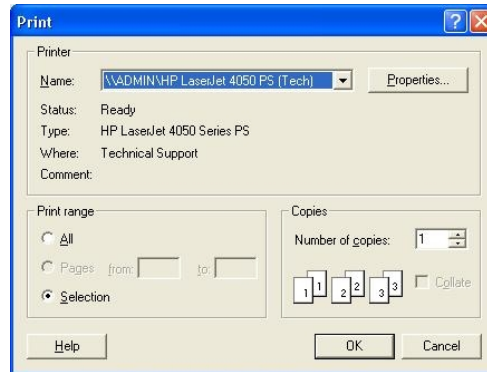 Print
Printer
Name: \\ADMIN\HP LaserJet 4050 PS (Tech) Properties...
Status: Ready
Type: HP LaserJet 4050 Series PS
Where: Technical Support
Comment:
Print range
All
Pages from: to:
Selection
Copies
Number of copies: 1
1 1 2 2 3 3 Collate
Help OK Cancel